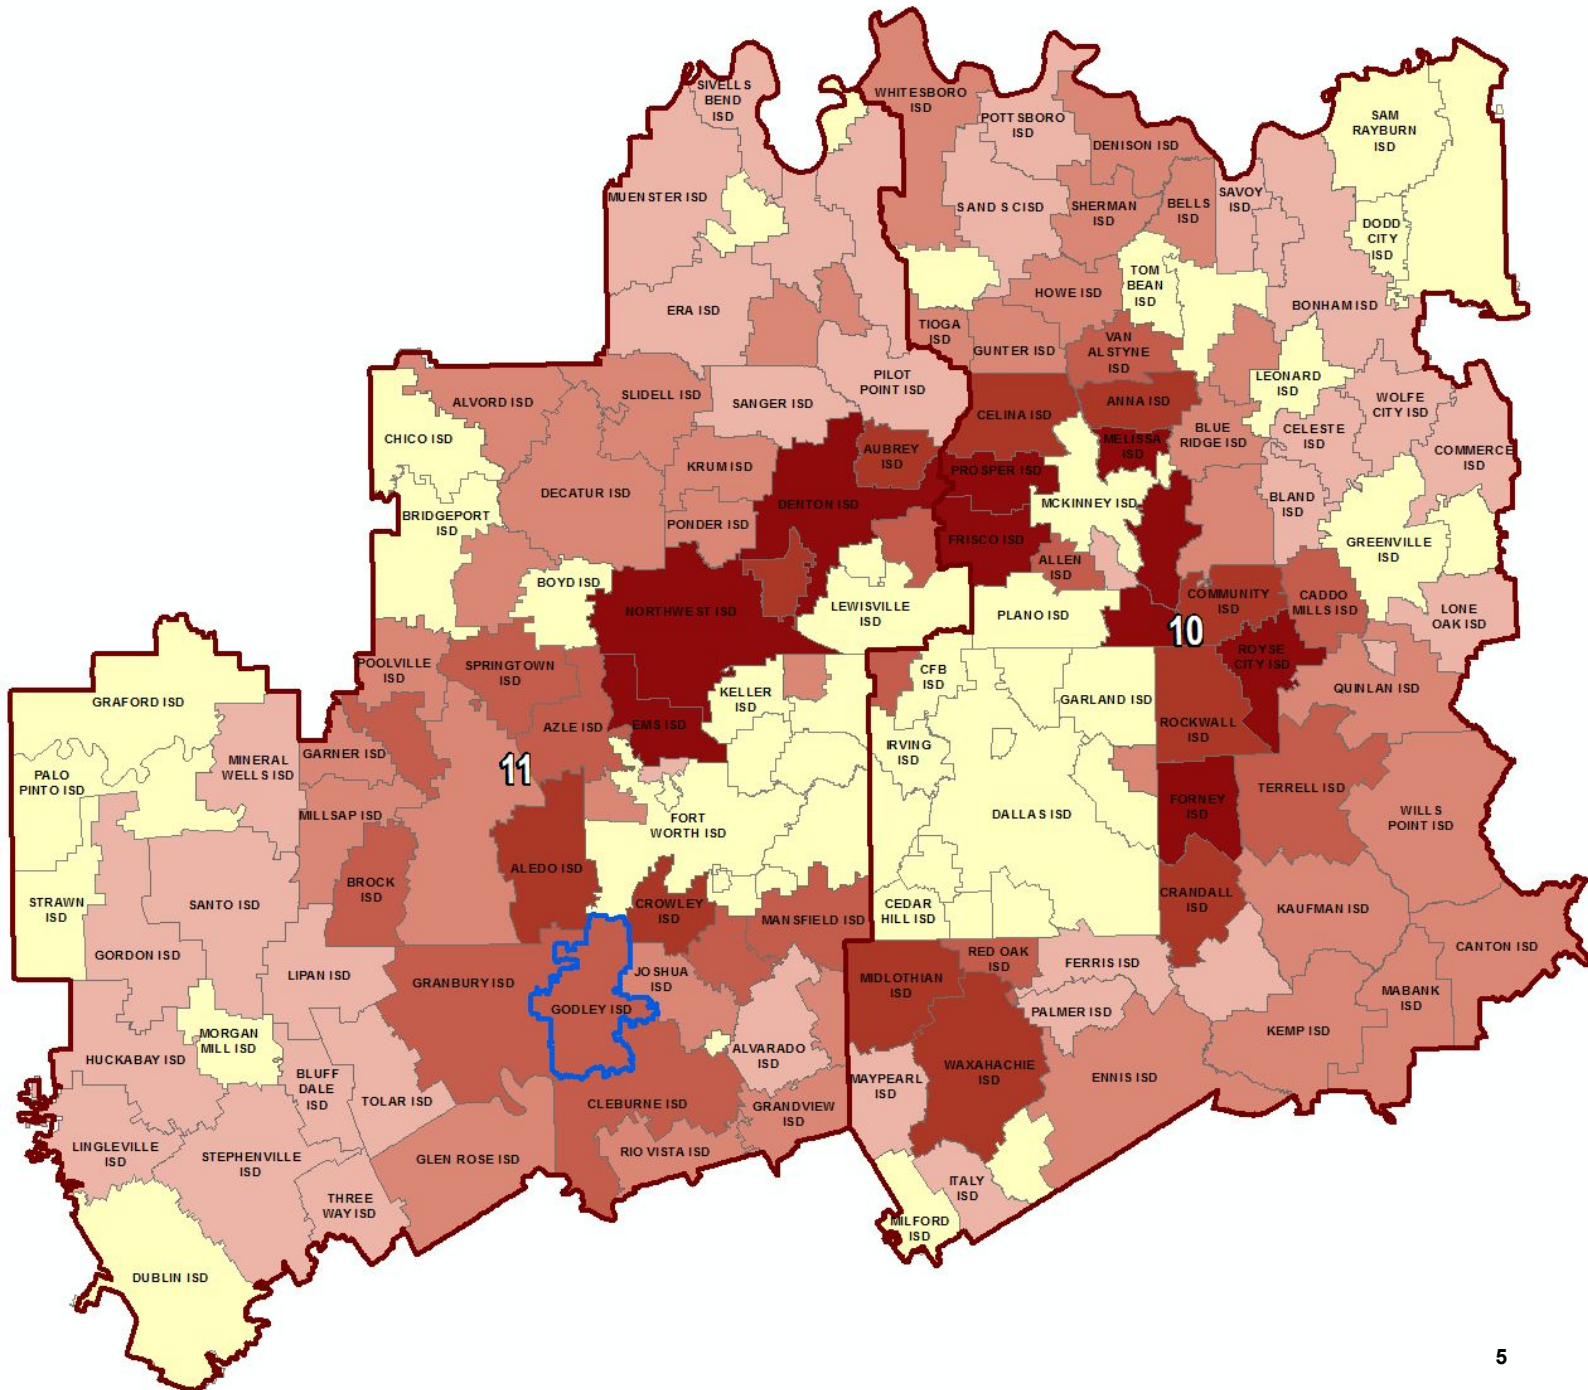 SIVELLS
BEND
ISD
WHITESBORO
ISD
POTTSBORO
ISD
DENISON ISD
SAM
RAYBURN
ISD
MUENSTER ISD
SAND S CISD
SHERMAN
ISD
BELLS
ISD
SAVOY
ISD
DODD
CITY
ISD
TOM
BEAN
ISD
HOWE ISD
BONHAM ISD
ERA ISD
TIOGA
ISD
GUNTER ISD
VAN
ALSTYNE
ISD
PILOT
POINT ISD
LEONARD
ISD
SLIDELL ISD
ALVORD ISD
SANGER ISD
CELINA ISD
ANNA ISD
WOLFE
CITY ISD
CHICO ISD
BLUE
RIDGE ISD
CELESTE
ISD
AUBREY
ISD
MELISSA
ISD
COMMERCE
ISD
KRUM ISD
PROSPER ISD
DECATUR ISD
DENTON ISD
MCKINNEY ISD
BLAND
ISD
BRIDGEPORT
ISD
PONDER ISD
FRISCO ISD
GREENVILLE
ISD
ALLEN
ISD
BOYD ISD
NORTHWEST ISD
LEWISVILLE
ISD
PLANO ISD
COMMUNITY
ISD
CADDO
MILLS ISD
LONE
OAK ISD
10
ROYSE
CITY ISD
POOLVILLE
ISD
SPRINGTOWN
ISD
CFB
ISD
KELLER
ISD
GARLAND ISD
QUINLAN ISD
GRAFORD ISD
EMS ISD
AZLE ISD
ROCKWALL
ISD
GARNER ISD
IRVING
ISD
MINERAL
WELLS ISD
11
PALO
PINTO ISD
FORNEY
ISD
TERRELL ISD
MILLSAP ISD
FORT
WORTH ISD
DALLAS ISD
WILLS
POINT ISD
ALEDO ISD
BROCK
ISD
CRANDALL
ISD
STRAWN
ISD
SANTO ISD
CROWLEY
ISD
MANSFIELD ISD
CEDAR
HILL ISD
KAUFMAN ISD
GORDON ISD
CANTON ISD
RED OAK
ISD
FERRIS ISD
LIPAN ISD
GRANBURY ISD
JOSHUA
ISD
MIDLOTHIAN
ISD
MABANK
ISD
GODLEY ISD
PALMER ISD
KEMP ISD
MORGAN
MILL ISD
HUCKABAY ISD
ALVARADO
ISD
BLUFF
DALE
ISD
WAXAHACHIE
ISD
ENNIS ISD
MAYPEARL
ISD
TOLAR ISD
CLEBURNE ISD
GRANDVIEW
ISD
LINGLEVILLE
ISD
STEPHENVILLE
ISD
GLEN ROSE ISD
RIO VISTA ISD
ITALY
ISD
THREE
WAY ISD
MILFORD
ISD
DUBLIN ISD
5